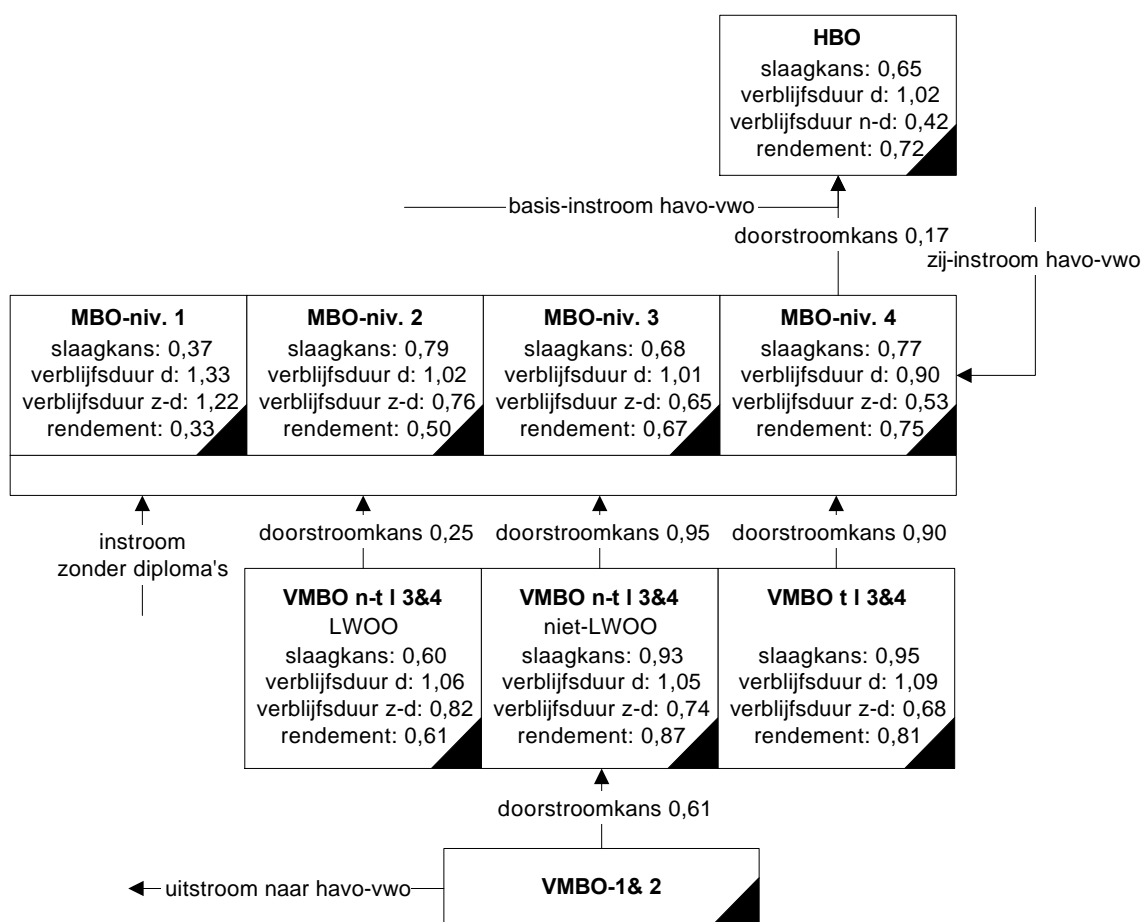 HBO
slaagkans: 0,65
verblijfsduur d: 1,02
verblijfsduur n-d: 0,42
rendement: 0,72
basis-instroom havo-vwo
doorstroomkans 0,17
zij-instroom havo-vwo
MBO-niv. 1
slaagkans: 0,37
verblijfsduur d: 1,33
verblijfsduur z-d: 1,22
rendement: 0,33
MBO-niv. 2
slaagkans: 0,79
verblijfsduur d: 1,02
verblijfsduur z-d: 0,76
rendement: 0,50
MBO-niv. 3
slaagkans: 0,68
verblijfsduur d: 1,01
verblijfsduur z-d: 0,65
rendement: 0,67
MBO-niv. 4
slaagkans: 0,77
verblijfsduur d: 0,90
verblijfsduur z-d: 0,53
rendement: 0,75
instroom
zonder diploma's
doorstroomkans 0,25
doorstroomkans 0,95
doorstroomkans 0,90
VMBO n-t l 3&4
LWOO
slaagkans: 0,60
verblijfsduur d: 1,06
verblijfsduur z-d: 0,82
rendement: 0,61
VMBO n-t l 3&4
niet-LWOO
slaagkans: 0,93
verblijfsduur d: 1,05
verblijfsduur z-d: 0,74
rendement: 0,87
VMBO t l 3&4
slaagkans: 0,95
verblijfsduur d: 1,09
verblijfsduur z-d: 0,68
rendement: 0,81
doorstroomkans 0,61
uitstroom naar havo-vwo
VMBO-1& 2